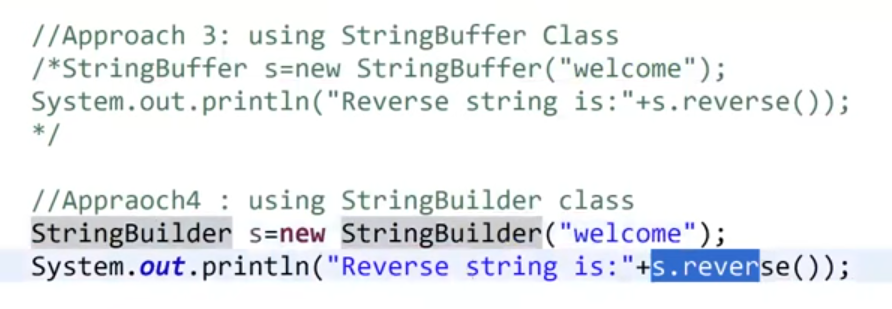 //Approach 3: using StringBuffer Class
/*StringBuffer s=new StringBuffer("welcome");
System.out.println("Reverse string is:"+s.reverse());
*/
//Appraoch4 : using StringBuilder class
StringBuilder s=new StringBuilder("welcome");
System.out.println("Reverse string is:"+s.reverse());